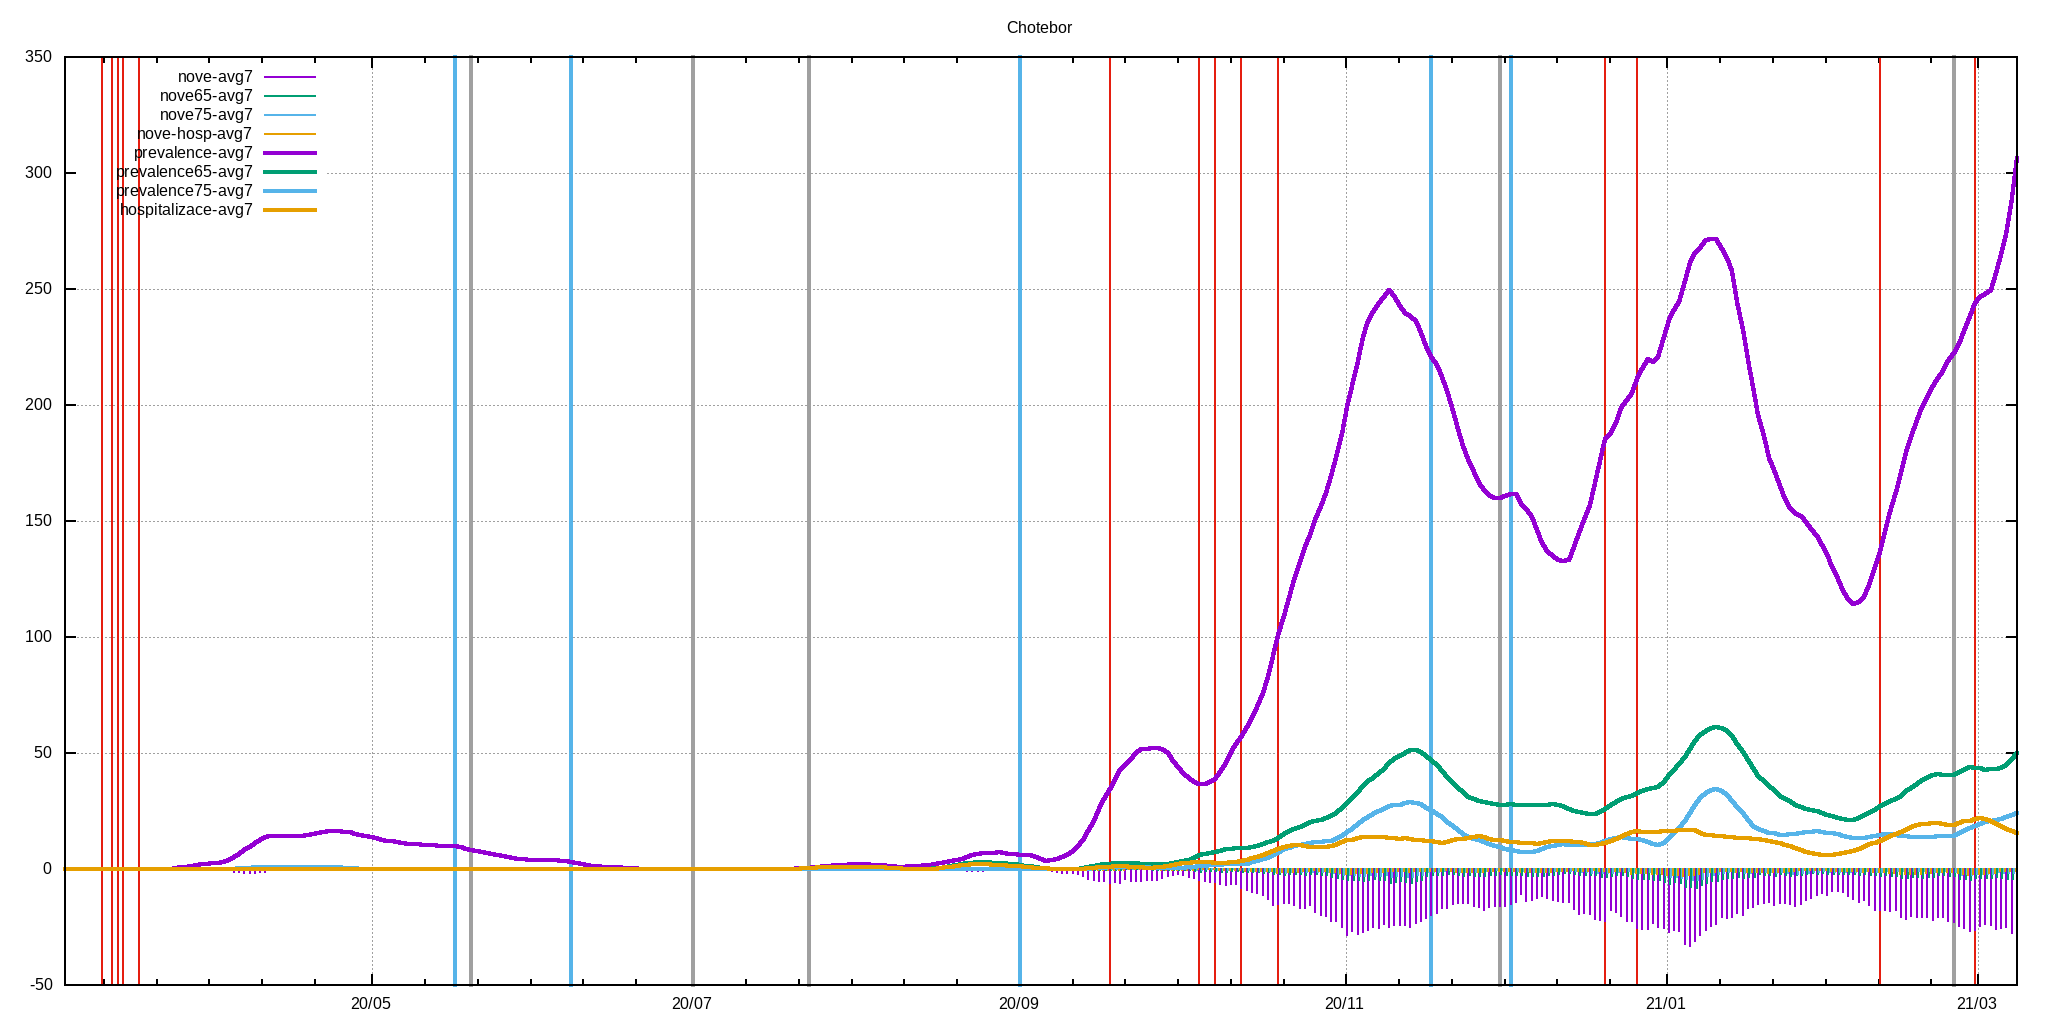 Chotebor
350
300
250
200
150
100
50
0
-50
nove-avg7
nove65-avg7
nove75-avg7
nove-hosp-avg7
prevalence-avg7
prevalence65-avg7
prevalence75-avg7
hospitalizace-avg7
20/05 20/07 20/09 20/11 21/01 21/03